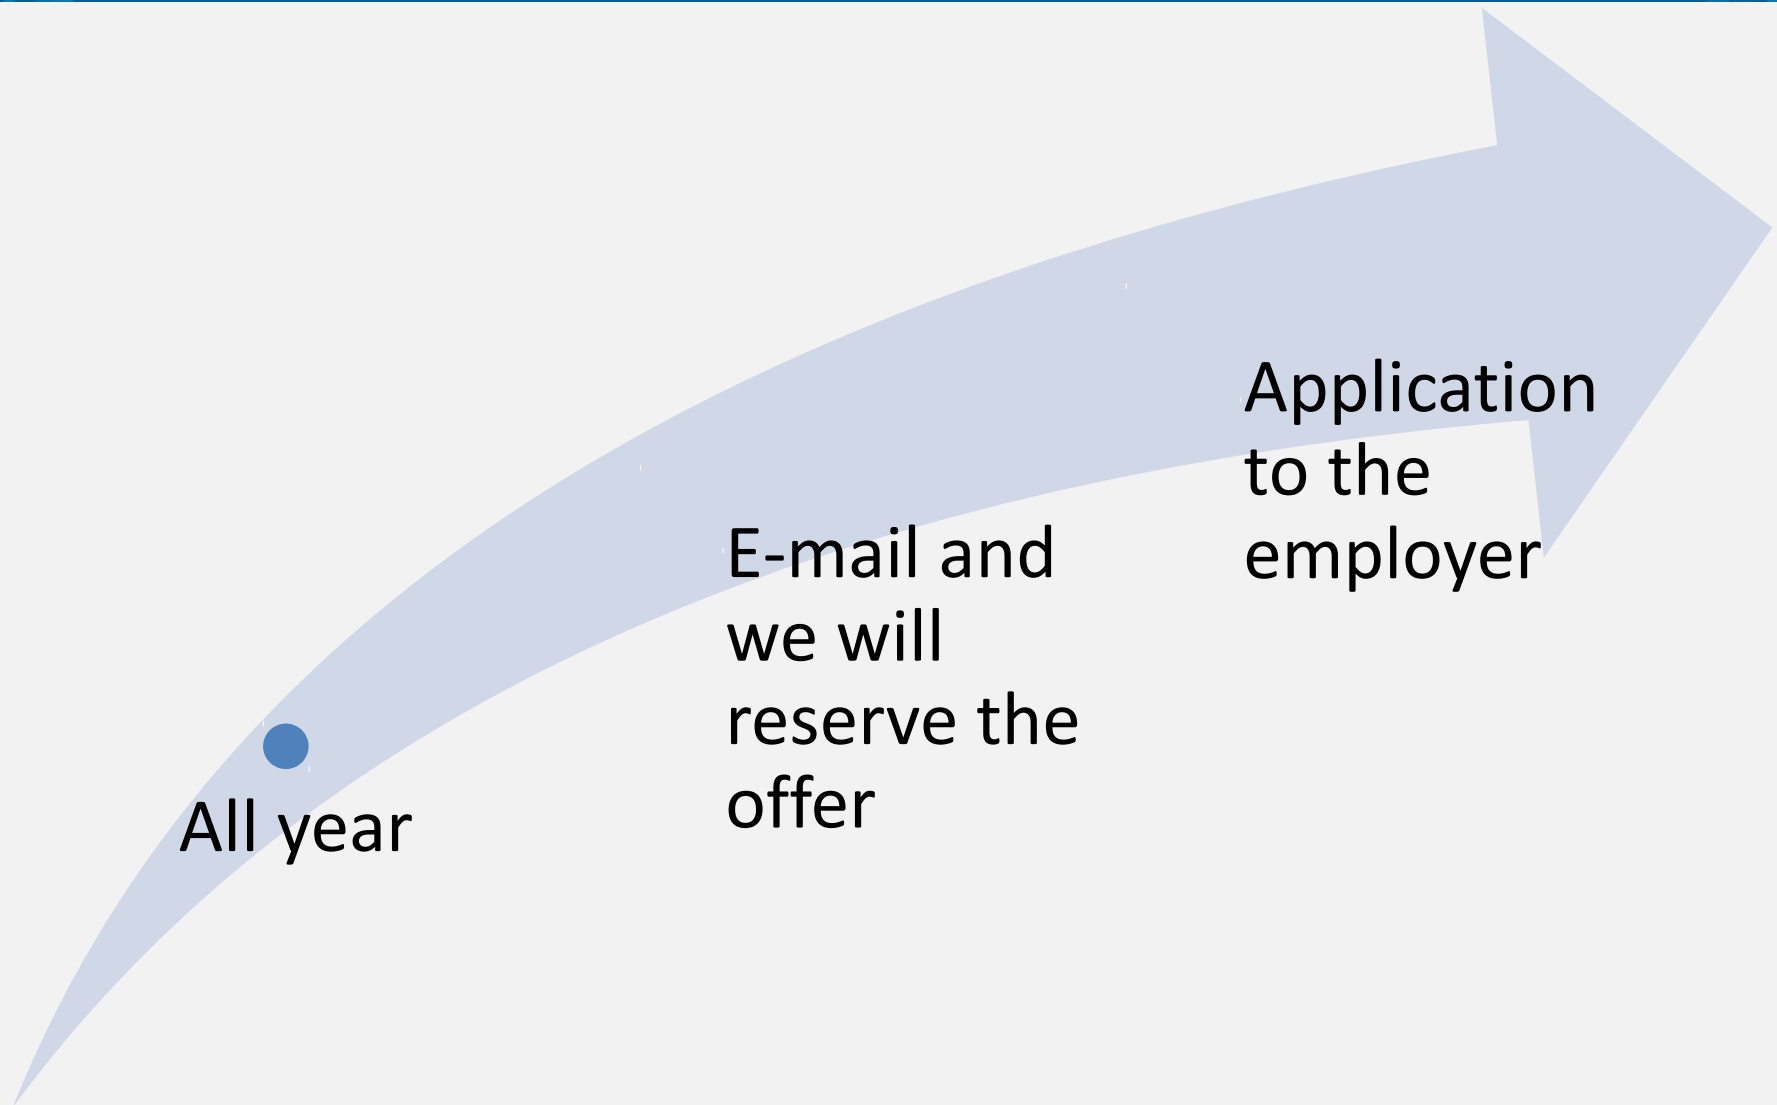 All year
E-mail and
we will
reserve the
offer
Application
to the
employer